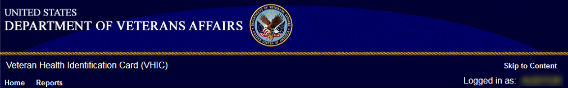 UNITED STATES
DEPARTMENT OF VETERANS AFFAIRS
Veteran Health Identification Card (VHIC)
Skip to Content
Home Reports
Logged in as: